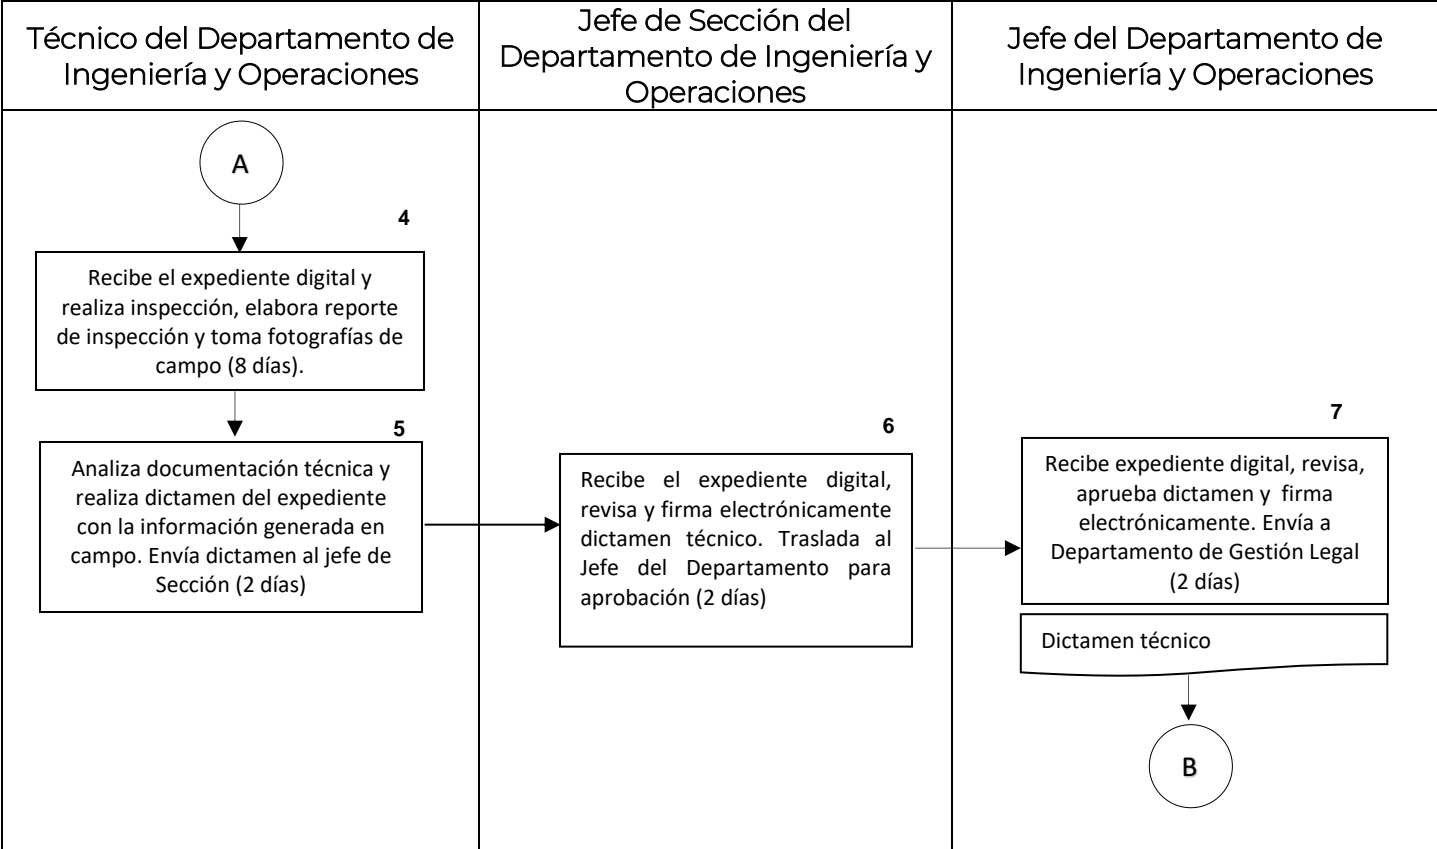 Técnico del Departamento de
Ingeniería y Operaciones
Jefe de Sección del
Departamento de Ingeniería y
Operaciones
Jefe del Departamento de
Ingeniería y Operaciones
A
4
Recibe el expediente digital y
realiza inspección, elabora reporte
de inspección y toma fotografías de
campo (8 días).
5
Analiza documentación técnica y
realiza dictamen del expediente
con la información generada en
campo. Envía dictamen al jefe de
Sección (2 días)
6
Recibe el expediente digital,
revisa y firma electrónicamente
dictamen técnico. Traslada al
Jefe del Departamento para
aprobación (2 días)
7
Recibe expediente digital, revisa,
aprueba dictamen y firma
electrónicamente. Envía a
Departamento de Gestión Legal
(2 días)
Dictamen técnico
B